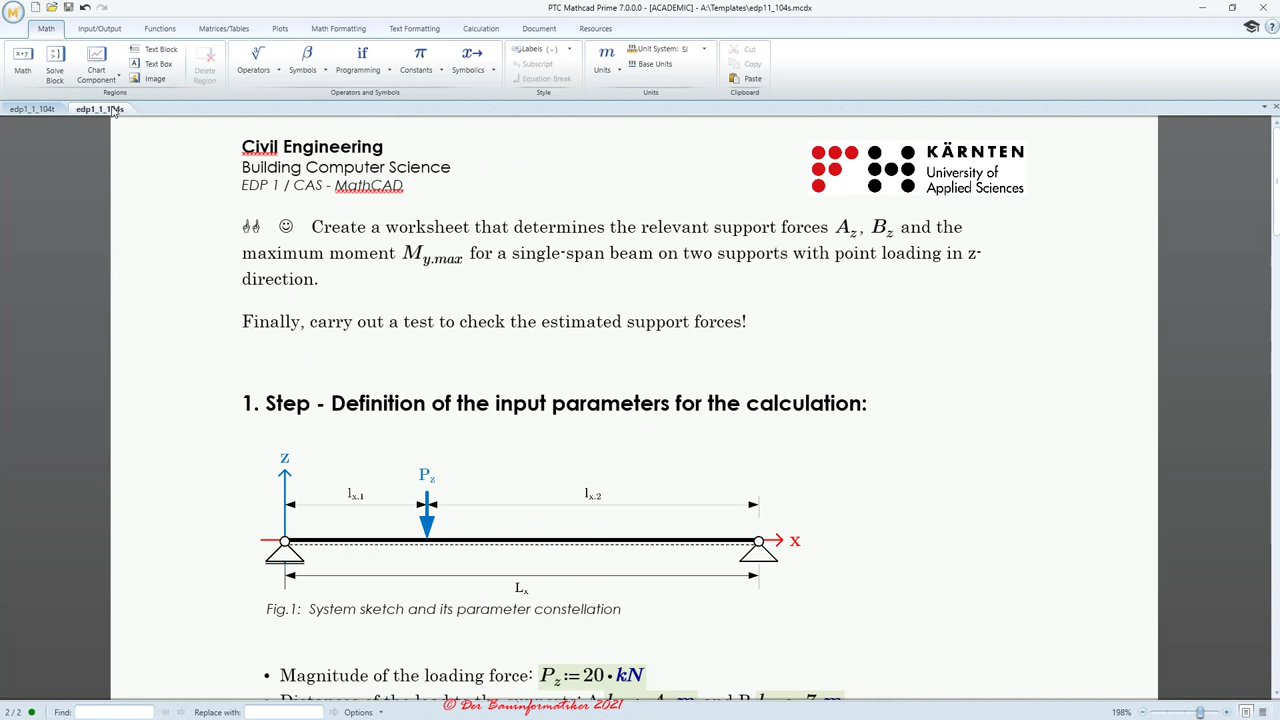 PTC Mathcad Prime 7.0.0.0 - [ACADEMIC] - A:\Templates\edp11_104s.mcdx
Math Input/Output Functions Matrices/Tables Plots Math Formatting Text Formatting Calculation Document Resources
Math
Solve Block
Chart Component
Text Block
Text Box
Image
Delete Region
Operators
Symbols
Programming
Constants
Symbolics
Labels ( – )
Subscript
Equation Break
Units
Unit System: SI
Base Units
Cut
Copy
Paste
Regions Operators and Symbols Style Units Clipboard
edp1_1_104t
Civil Engineering
Building Computer Science
EDP 1 / CAS - MathCAD
KÄRNTEN
University of
Applied Sciences
Create a worksheet that determines the relevant support forces A_z, B_z and the
maximum moment M_y.max for a single-span beam on two supports with point loading in z-
direction.
Finally, carry out a test to check the estimated support forces!
1. Step - Definition of the input parameters for the calculation:
z
P_z
l_x.1 l_x.2
x
L_x
Fig.1: System sketch and its parameter constellation
• Magnitude of the loading force: P_z := 20 · kN
© Der Bauinformatiker 2021
2 / 2 Find: Replace with: Options 198%